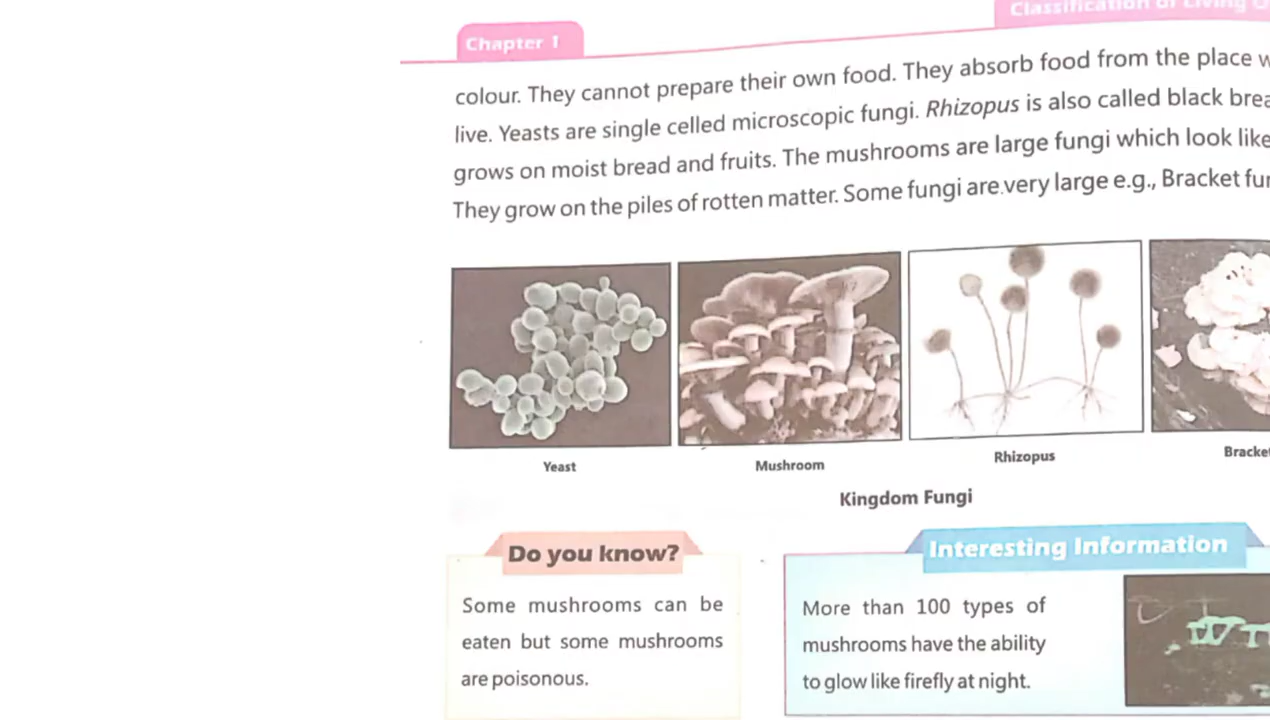 Chapter 1
Classification of Living
colour. They cannot prepare their own food. They absorb food from the place
live. Yeasts are single celled microscopic fungi. Rhizopus is also called black
grows on moist bread and fruits. The mushrooms are large fungi which look like
They grow on the piles of rotten matter. Some fungi are very large e.g., Bracket
Yeast
Mushroom
Rhizopus
Bracket
Kingdom Fungi
Do you know?
Some mushrooms can be
eaten but some mushrooms
are poisonous.
Interesting Information
More than 100 types of
mushrooms have the ability
to glow like firefly at night.